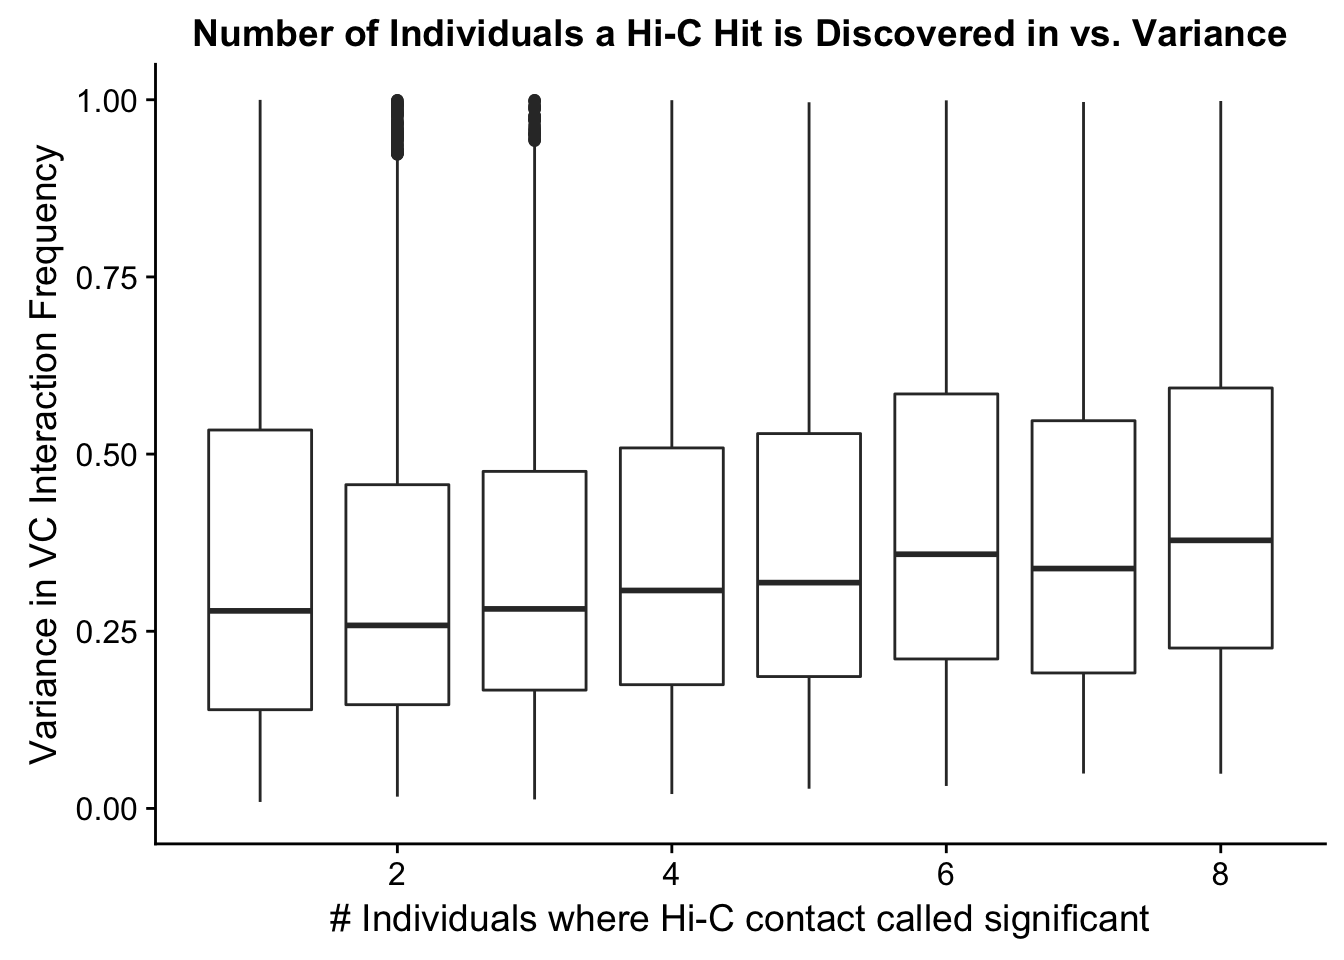 Number of Individuals a Hi-C Hit is Discovered in vs. Variance
Variance in VC Interaction Frequency
1.00
0.75
0.50
0.25
0.00
2 4 6 8
# Individuals where Hi-C contact called significant